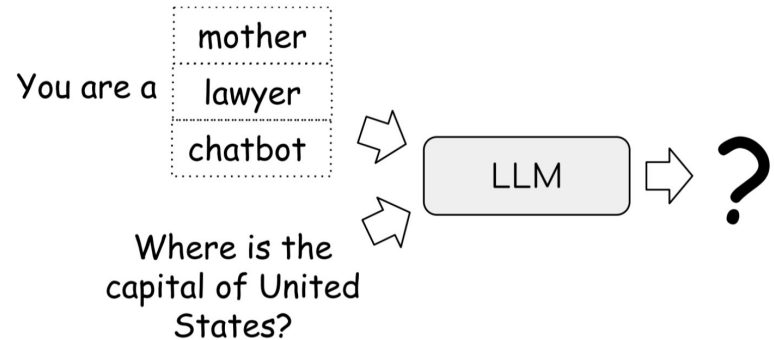 mother
You are a
lawyer
chatbot
LLM
?
Where is the
capital of United
States?